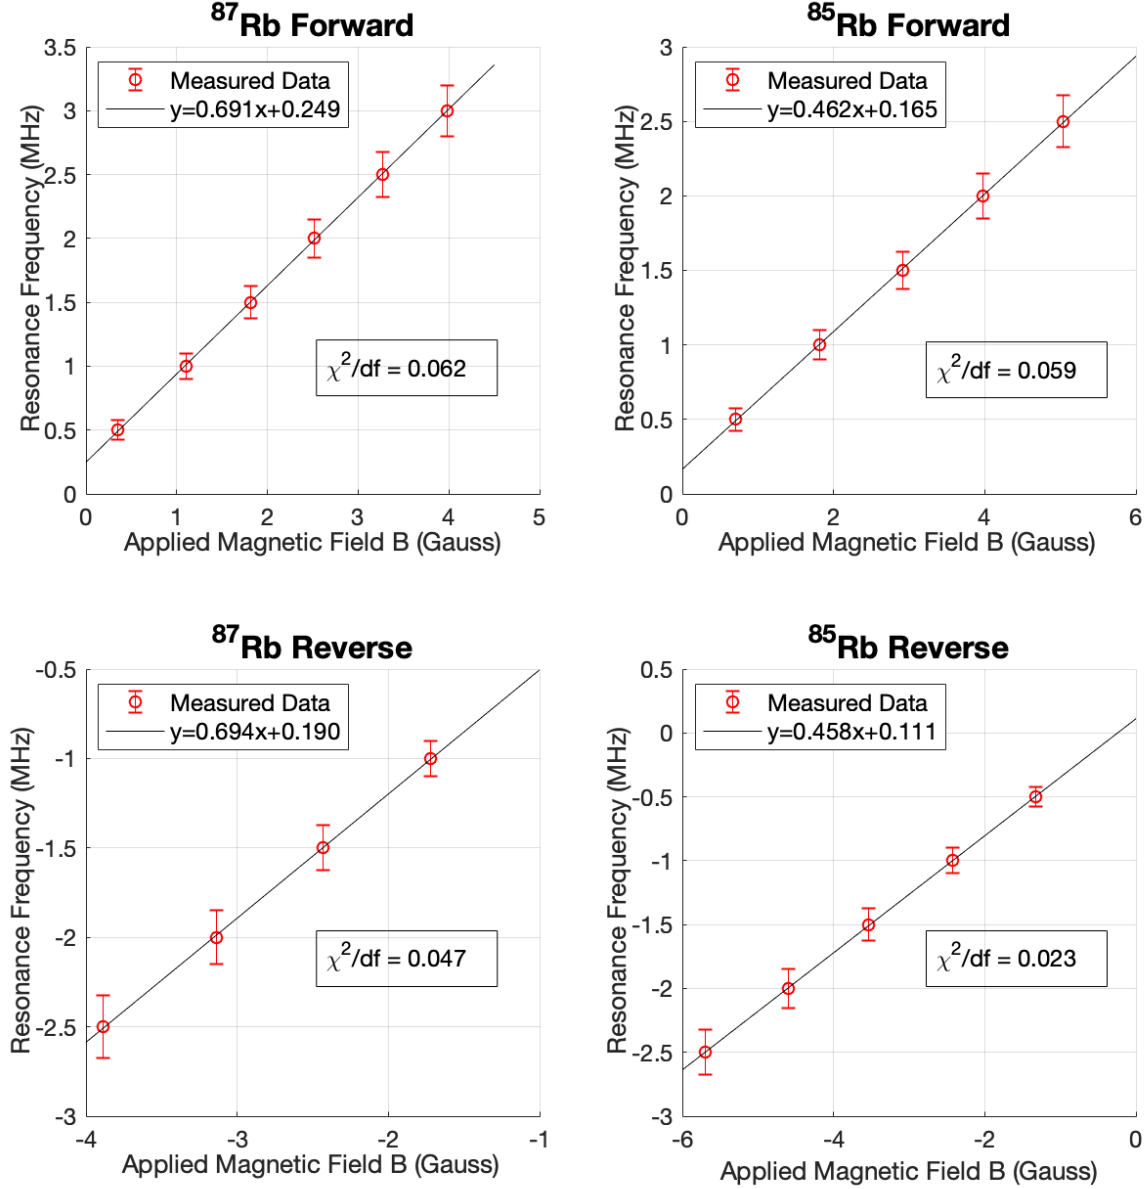 ⁸⁷Rb Forward
Measured Data
y=0.691x+0.249
χ²/df = 0.062
Resonance Frequency (MHz)
3.5
3
2.5
2
1.5
1
0.5
0
0 1 2 3 4 5
Applied Magnetic Field B (Gauss)
⁸⁵Rb Forward
Measured Data
y=0.462x+0.165
χ²/df = 0.059
Resonance Frequency (MHz)
3
2.5
2
1.5
1
0.5
0
0 2 4 6
Applied Magnetic Field B (Gauss)
⁸⁷Rb Reverse
Measured Data
y=0.694x+0.190
χ²/df = 0.047
Resonance Frequency (MHz)
-0.5
-1
-1.5
-2
-2.5
-3
-4 -3 -2 -1
Applied Magnetic Field B (Gauss)
⁸⁵Rb Reverse
Measured Data
y=0.458x+0.111
χ²/df = 0.023
Resonance Frequency (MHz)
0.5
0
-0.5
-1
-1.5
-2
-2.5
-3
-6 -4 -2 0
Applied Magnetic Field B (Gauss)